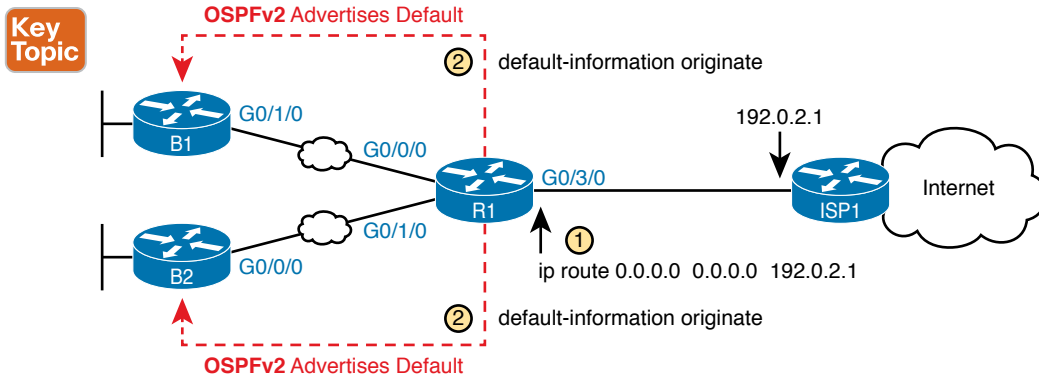 Key
Topic
OSPFv2 Advertises Default
2 default-information originate
192.0.2.1
G0/1/0
B1
G0/0/0
G0/3/0
R1
ISP1
Internet
G0/1/0
1
B2
G0/0/0
ip route 0.0.0.0 0.0.0.0 192.0.2.1
2 default-information originate
OSPFv2 Advertises Default